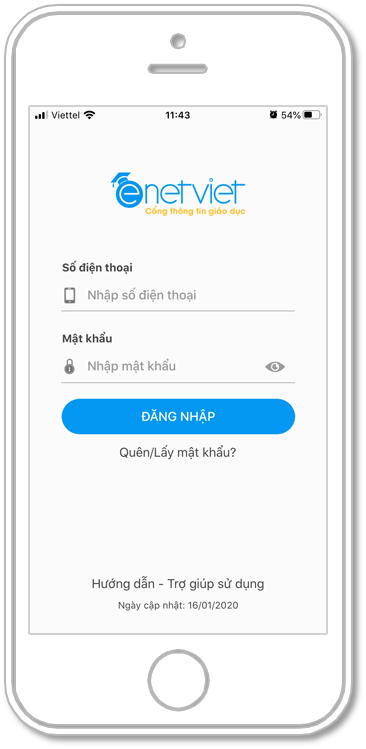 Viettel 11:43 54%
enetviet
Cổng thông tin giáo dục
Số điện thoại
Nhập số điện thoại
Mật khẩu
Nhập mật khẩu
ĐĂNG NHẬP
Quên/Lấy mật khẩu?
Hướng dẫn - Trợ giúp sử dụng
Ngày cập nhật: 16/01/2020